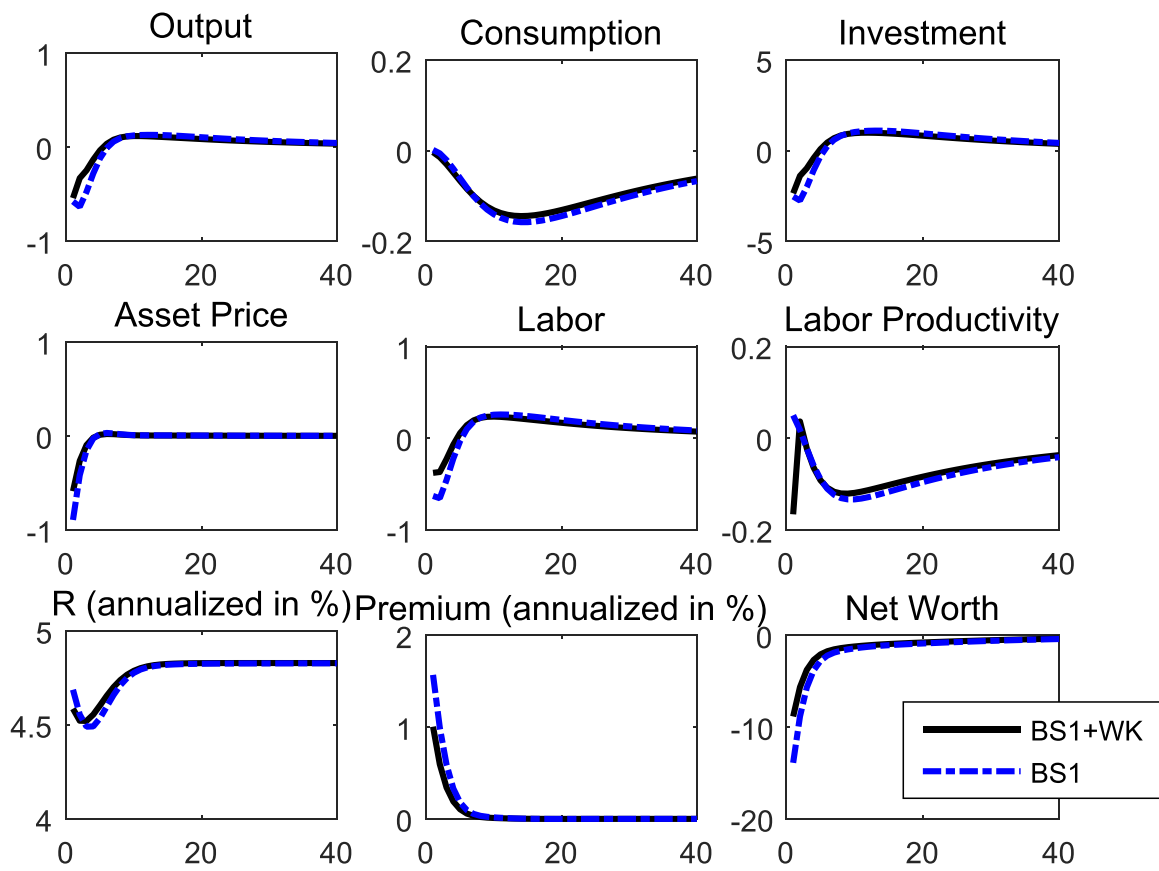 Output
Consumption
Investment
1
0
-1
0 20 40
0.2
0
-0.2
0 20 40
5
0
-5
0 20 40
Asset Price
Labor
Labor Productivity
1
0
-1
0 20 40
1
0
-1
0 20 40
0.2
0
-0.2
0 20 40
R (annualized in %)
Premium (annualized in %)
Net Worth
5
4.5
4
0 20 40
2
1
0
0 20 40
0
-10
-20
0 20 40
BS1+WK
BS1